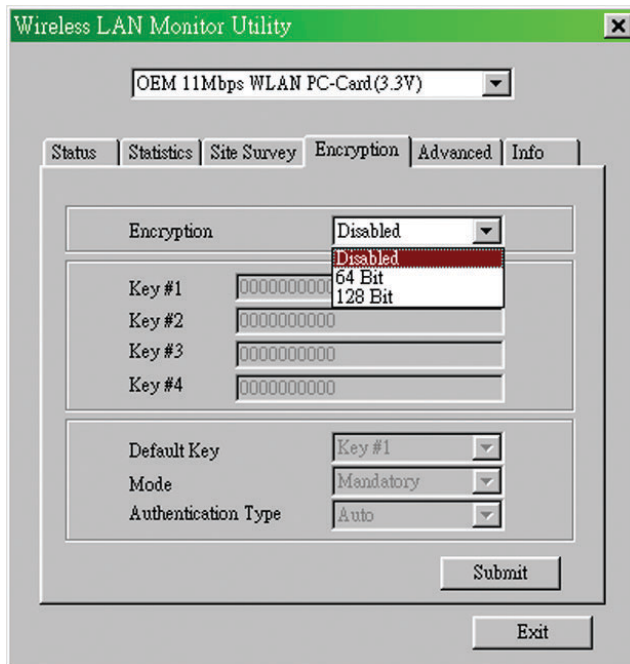 Wireless LAN Monitor Utility
OEM 11Mbps WLAN PC-Card(3.3V)
Status Statistics Site Survey Encryption Advanced Info
Encryption Disabled
Disabled
64 Bit
128 Bit
Key #1 0000000000
Key #2 0000000000
Key #3 0000000000
Key #4 0000000000
Default Key Key #1
Mode Mandatory
Authentication Type Auto
Submit
Exit